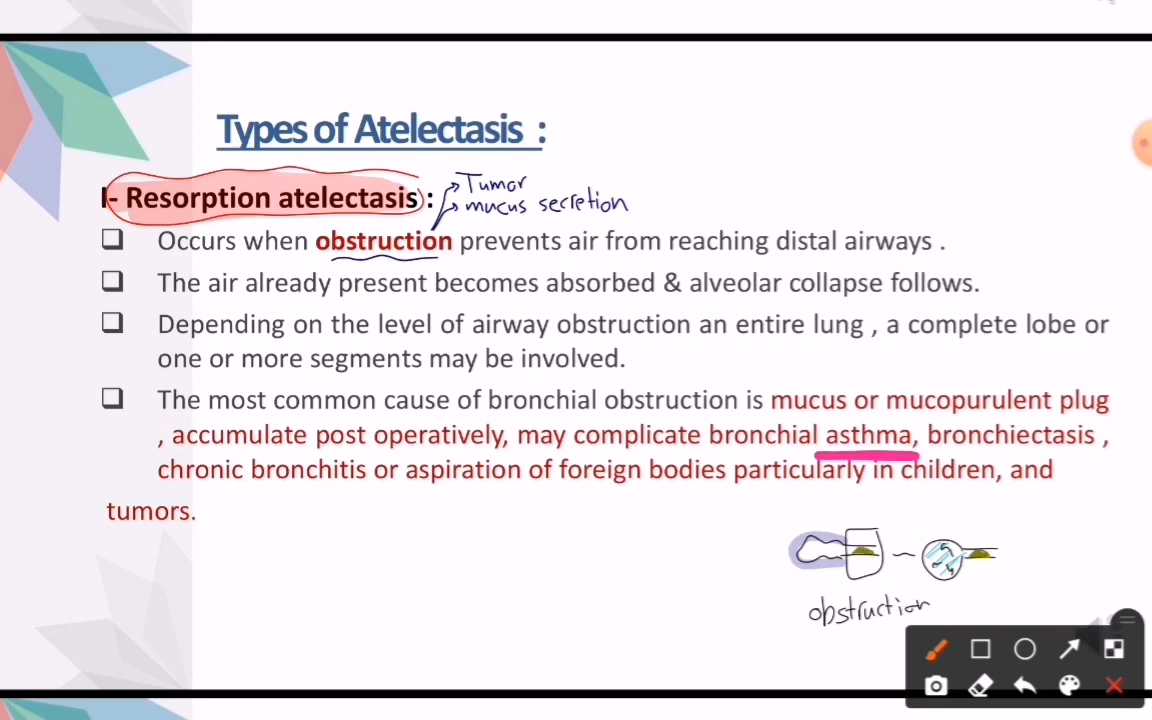 Types of Atelectasis :
I- Resorption atelectasis :
Tumor
mucus secretion
Occurs when obstruction prevents air from reaching distal airways .
The air already present becomes absorbed & alveolar collapse follows.
Depending on the level of airway obstruction an entire lung , a complete lobe or
one or more segments may be involved.
The most common cause of bronchial obstruction is mucus or mucopurulent plug
, accumulate post operatively, may complicate bronchial asthma, bronchiectasis ,
chronic bronchitis or aspiration of foreign bodies particularly in children, and
tumors.
obstruction